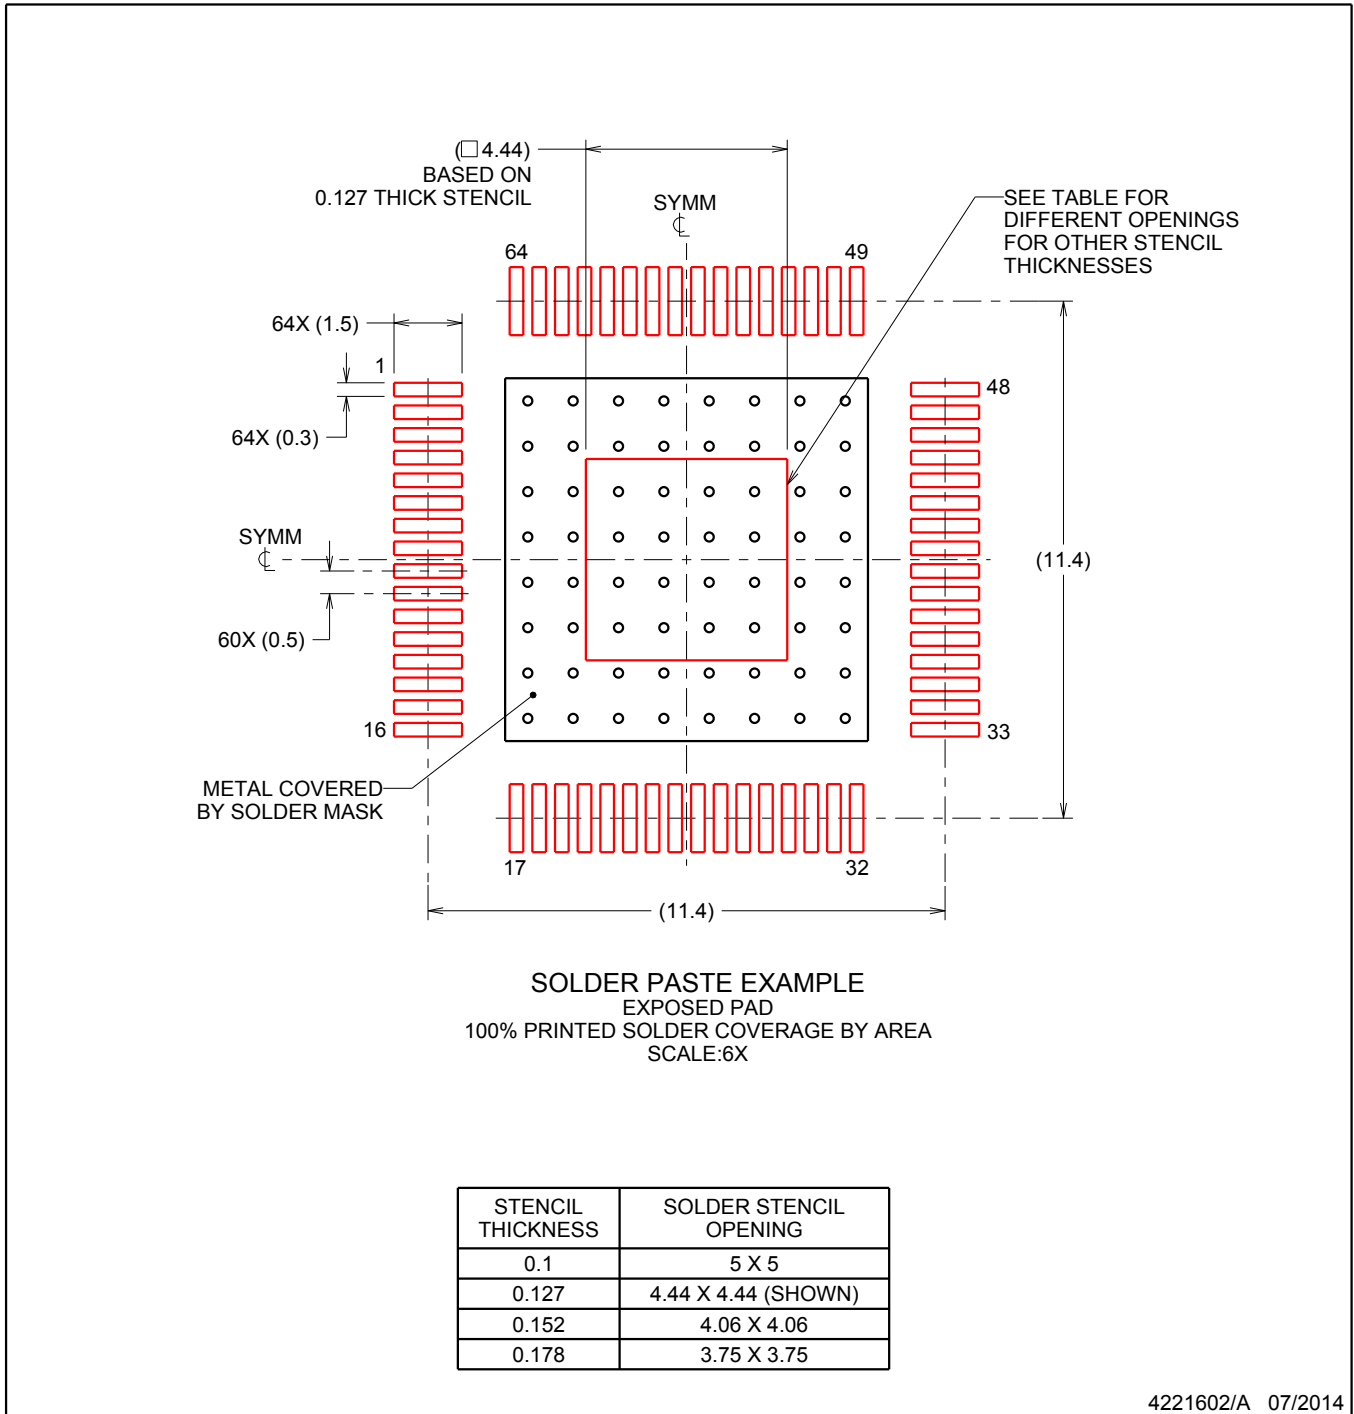 (□4.44)
BASED ON
0.127 THICK STENCIL
SYMM
℄
SEE TABLE FOR
DIFFERENT OPENINGS
FOR OTHER STENCIL
THICKNESSES
64
49
64X (1.5)
1
48
64X (0.3)
SYMM
℄
(11.4)
60X (0.5)
16
33
METAL COVERED
BY SOLDER MASK
17
32
(11.4)
SOLDER PASTE EXAMPLE
EXPOSED PAD
100% PRINTED SOLDER COVERAGE BY AREA
SCALE:6X
STENCIL THICKNESS
SOLDER STENCIL OPENING
0.1
5 X 5
0.127
4.44 X 4.44 (SHOWN)
0.152
4.06 X 4.06
0.178
3.75 X 3.75
4221602/A 07/2014